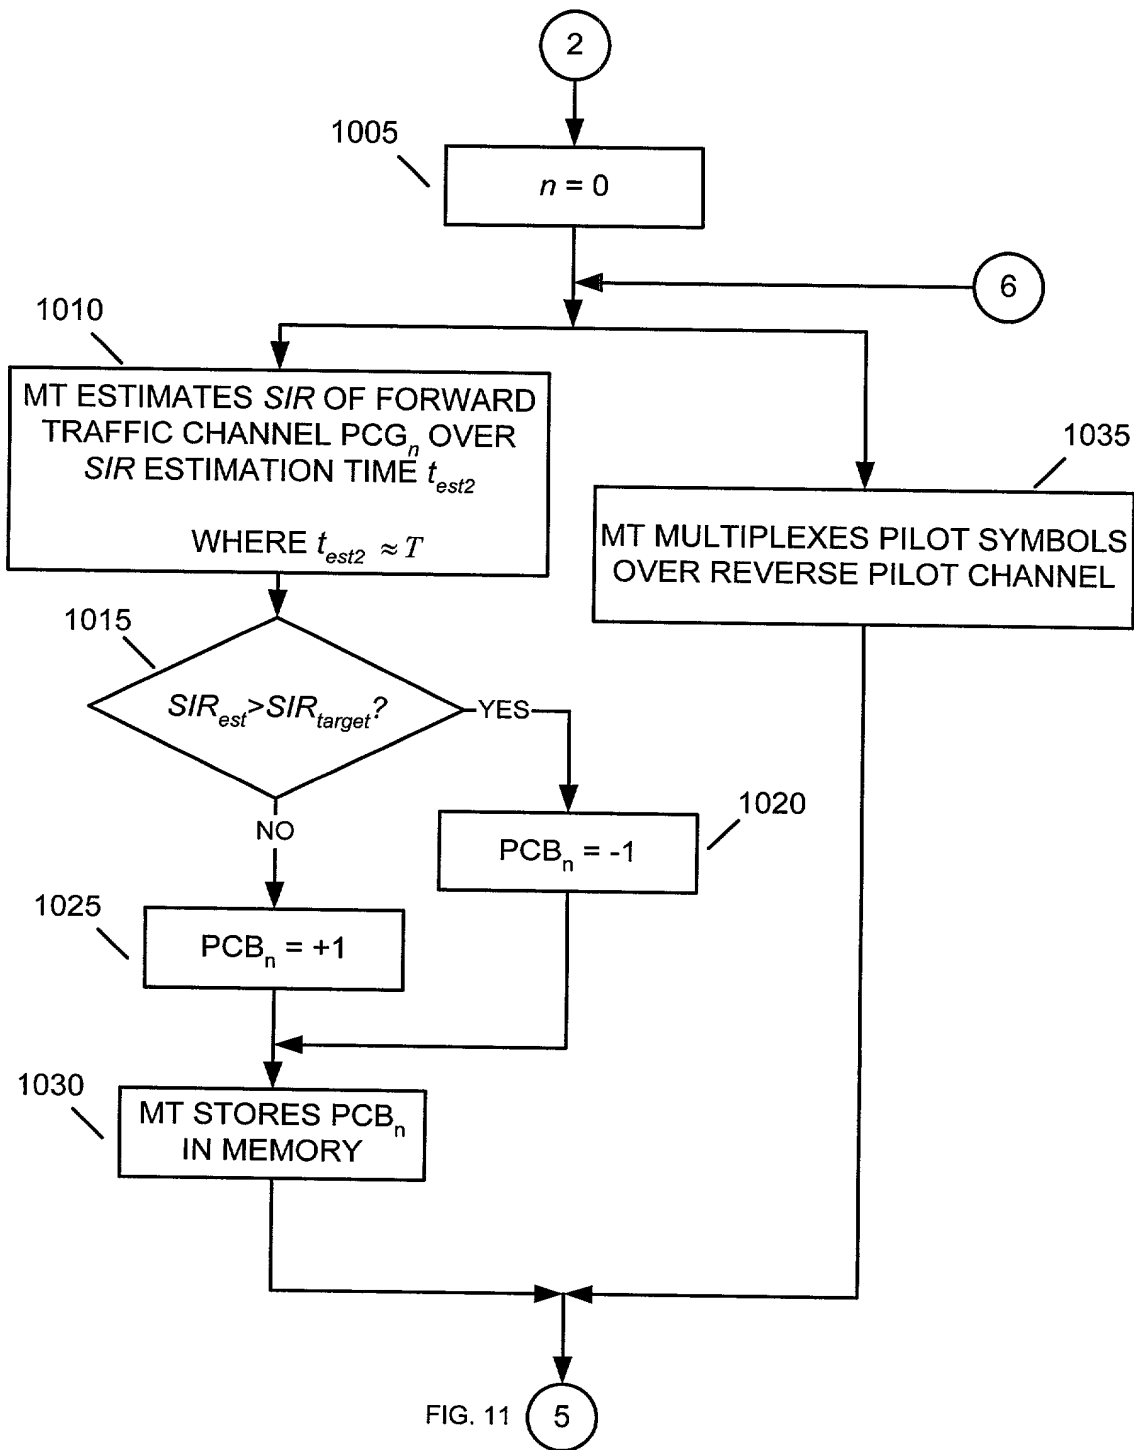 2
1005
n = 0
6
1010
MT ESTIMATES SIR OF FORWARD
TRAFFIC CHANNEL PCGn OVER
SIR ESTIMATION TIME test2
WHERE test2 ≈ T
1035
MT MULTIPLEXES PILOT SYMBOLS
OVER REVERSE PILOT CHANNEL
1015
SIRest>SIRtarget?
YES
NO
1020
PCBn = -1
1025
PCBn = +1
1030
MT STORES PCBn
IN MEMORY
FIG. 11
5